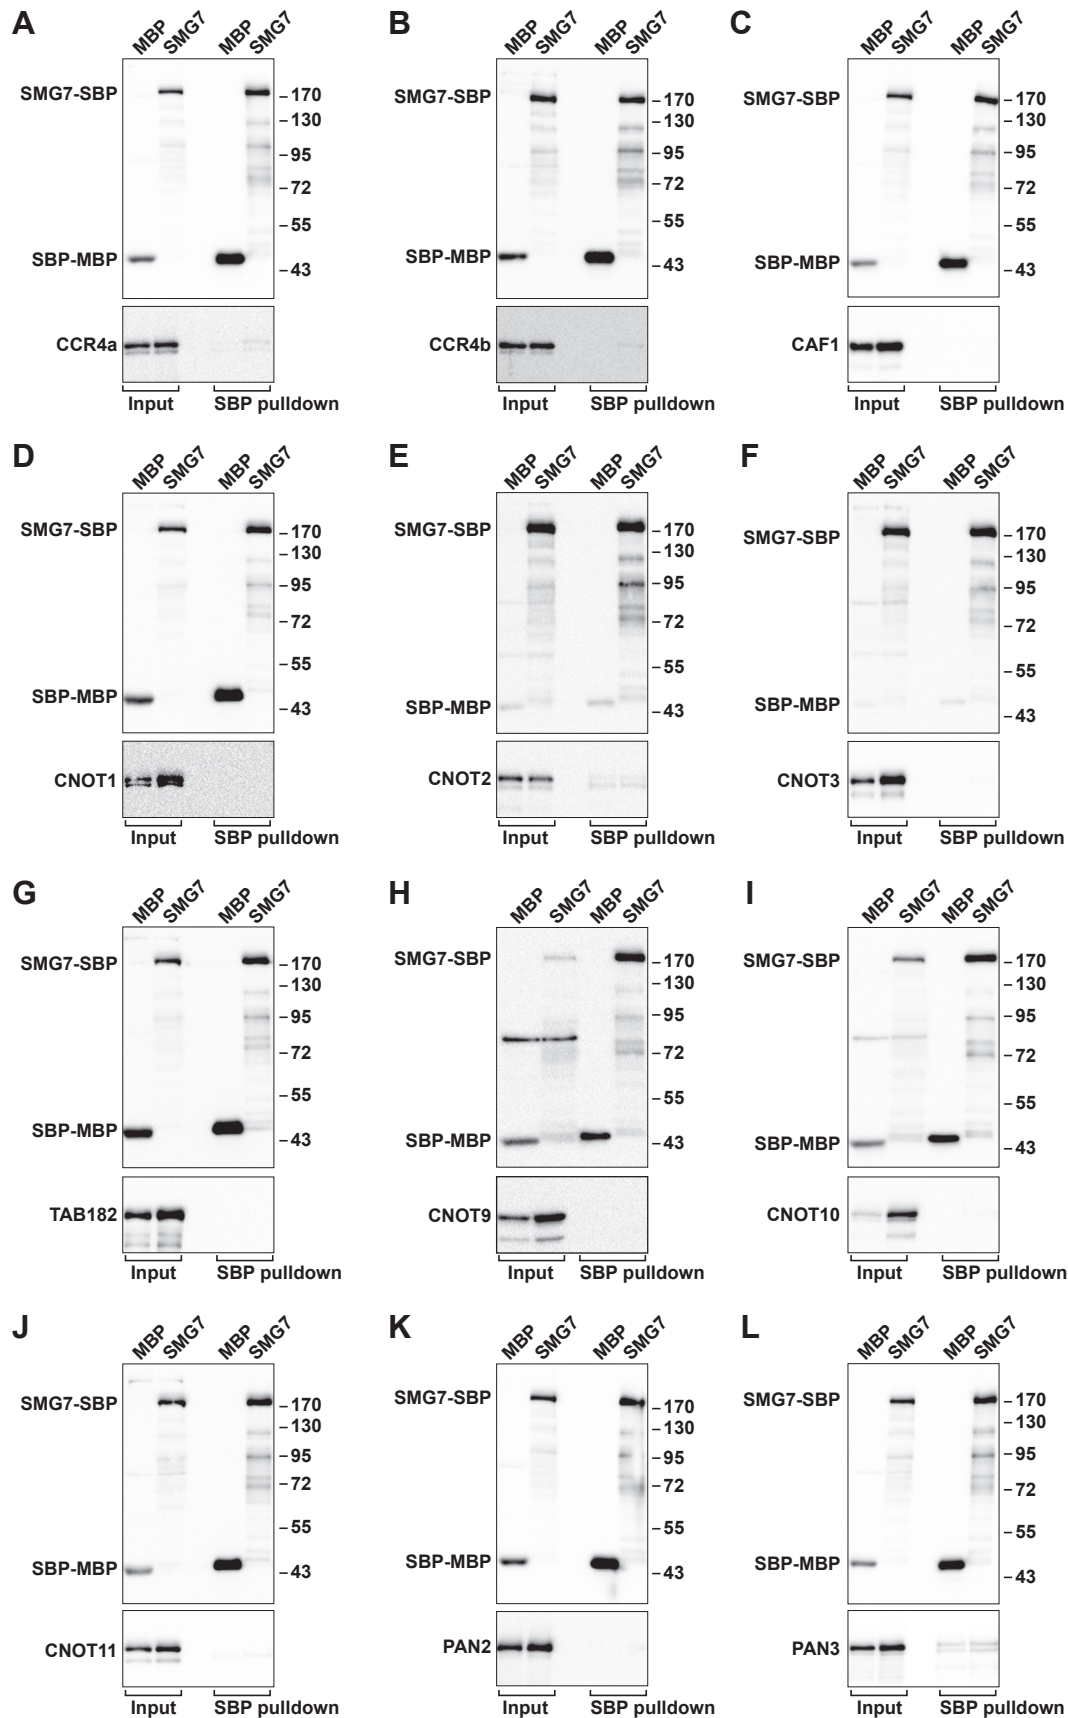 A
MBP SMG7 MBP SMG7
SMG7-SBP
170
130
95
72
55
SBP-MBP
43
CCR4a
Input SBP pulldown
B
MBP SMG7 MBP SMG7
SMG7-SBP
170
130
95
72
55
SBP-MBP
43
CCR4b
Input SBP pulldown
C
MBP SMG7 MBP SMG7
SMG7-SBP
170
130
95
72
55
SBP-MBP
43
CAF1
Input SBP pulldown
D
MBP SMG7 MBP SMG7
SMG7-SBP
170
130
95
72
55
SBP-MBP
43
CNOT1
Input SBP pulldown
E
MBP SMG7 MBP SMG7
SMG7-SBP
170
130
95
72
55
SBP-MBP
43
CNOT2
Input SBP pulldown
F
MBP SMG7 MBP SMG7
SMG7-SBP
170
130
95
72
55
SBP-MBP
43
CNOT3
Input SBP pulldown
G
MBP SMG7 MBP SMG7
SMG7-SBP
170
130
95
72
55
SBP-MBP
43
TAB182
Input SBP pulldown
H
MBP SMG7 MBP SMG7
SMG7-SBP
170
130
95
72
55
SBP-MBP
43
CNOT9
Input SBP pulldown
I
MBP SMG7 MBP SMG7
SMG7-SBP
170
130
95
72
55
SBP-MBP
43
CNOT10
Input SBP pulldown
J
MBP SMG7 MBP SMG7
SMG7-SBP
170
130
95
72
55
SBP-MBP
43
CNOT11
Input SBP pulldown
K
MBP SMG7 MBP SMG7
SMG7-SBP
170
130
95
72
55
SBP-MBP
43
PAN2
Input SBP pulldown
L
MBP SMG7 MBP SMG7
SMG7-SBP
170
130
95
72
55
SBP-MBP
43
PAN3
Input SBP pulldown